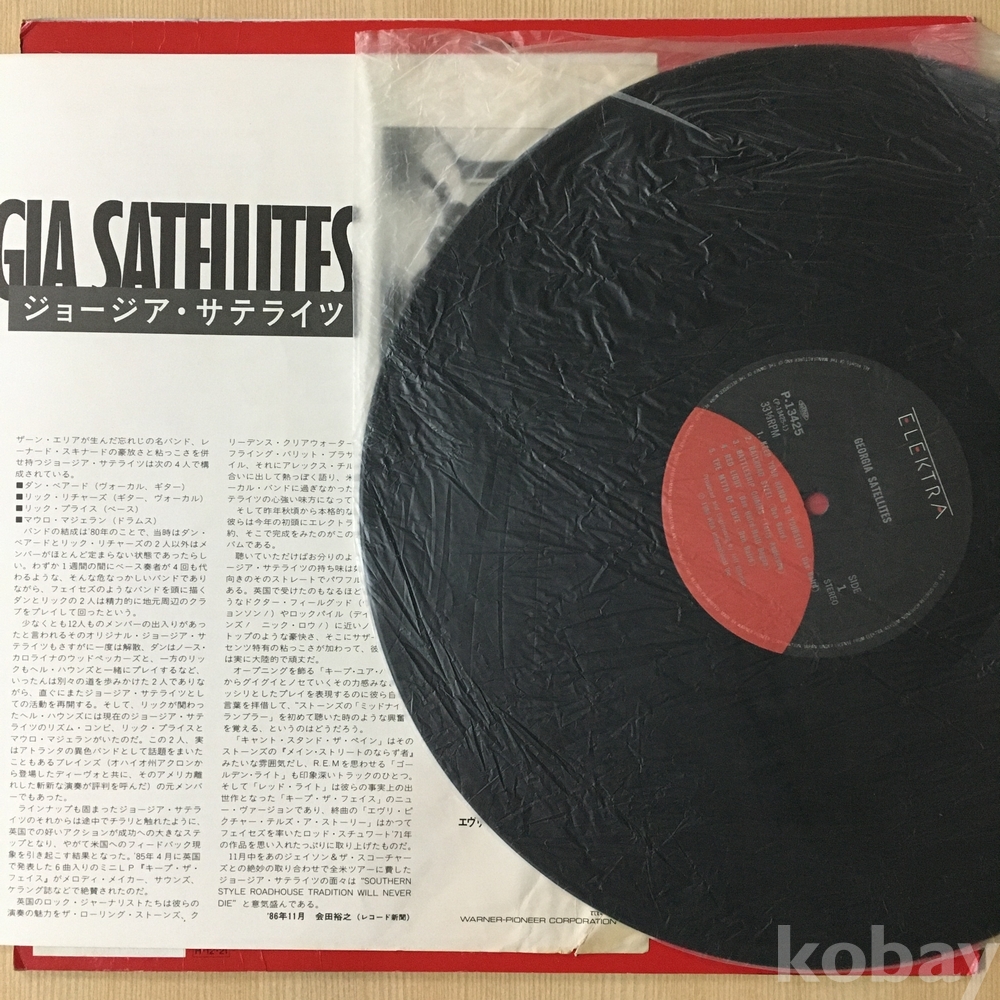 GIA SATELLITES
ジョージア・サテライツ
ザーン・エリアが生んだ忘れじの名バンド、レ
ーナード・スキナードの豪放さと粘っこさを併
せ持つジョージア・サテライツは次の4人で構
成されている。
■ダン・ベアード（ヴォーカル、ギター）
■リック・リチャーズ（ギター、ヴォーカル）
■リック・プライス（ベース）
■マウロ・マジェラン（ドラムス）
バンドの結成は'80年のことで、当時はダン・
ベアードとリック・リチャーズの2人以外はメ
ンバーがほとんど定まらない状態であったらし
い。わずか1週間の間にベース奏者が4回も代
わるような、そんな危なっかしいバンドであり
ながら、フェイセズのようなバンドを頭に描く
ダンとリックの2人は精力的に地元周辺のクラ
ブをプレイして回ったという。
少なくとも12人ものメンバーの出入りがあっ
たと言われるそのオリジナル・ジョージア・サ
テライツもさすがに一度は解散、ダンはノース・
カロライナのウッドペッカーズと、一方のリッ
クもヘル・ハウンズと一緒にプレイするなど、
いったんは別々の道を歩みかけた2人でありな
がら、直ぐにまたジョージア・サテライツとし
ての活動を再開する。そして、リックが関わっ
たヘル・ハウンズには現在のジョージア・サテ
ライツのリズム・コンビ、リック・プライスと
マウロ・マジェランがいたのだ。この2人、実
はアトランタの異色バンドとして話題をまいた
こともあるブレインズ（オハイオ州アクロンか
ら登場したディーヴォと共に、そのアメリカ離
れした斬新な演奏が評判を呼んだ）の元メンバ
ーでもあった。
ラインナップも固まったジョージア・サテラ
イツのそれからは途中でチラリと触れたように、
英国での好いアクションが成功への大きなステ
ップとなり、やがて米国へのフィードバック現
象を引き起こす結果となった。'85年4月に英国
で発表した6曲入りのミニLP『キープ・ザ・
フェイス』がメロディ・メイカー、サウンズ、
ケラング誌などで絶賛されたのだ。
英国のロック・ジャーナリストたちは彼らの
演奏の魅力をザ・ローリング・ストーンズ、ク
リーデンス・クリアウォーター
フライング・バリット・ブラザ
イル、それにアレックス・チル
合いに出して熱っぽく語り、米
ーカル・バンドに過ぎなかった
テライツの心強い味方になって
そして昨年秋頃から本格的な
彼らは今年の初頭にエレクトラ
約、そこで完成をみたのがこの
バムである。
聴いていただけばお分りのよ
ージア・サテライツの持ち味は
向きのそのストレートでパワフル
ある。英国で受けたのもなるほど
うなドクター・フィールグッド（
ョンソン！）やロックパイル（デイ
ンズ！ ニック・ロウ！）に近いノ
トップのような豪快さ、そこにサザ
センツ特有の粘っこさが加わって、彼
は実に大陸的で頑丈だ。
オープニングを飾る「キープ・ユア・ハ
からグイグイとノセていくその力感みな
ッシリとしたプレイを表現するのに彼ら自
言葉を拝借して、"ストーンズの「ミッドナイ
ランブラー」を初めて聴いた時のような興奮"
を覚える、というのはどうだろう。
「キャント・スタンド・ザ・ペイン」はその
ストーンズの『メイン・ストリートのならず者』
みたいな雰囲気だし、R.E.Mを思わせる「ゴー
ルデン・ライト」も印象深いトラックのひとつ。
そして「レッド・ライト」は彼らの事実上の出
世作となった「キープ・ザ・フェイス」のニュ
ー・ヴァージョンであり、終曲の「エヴリ・ピ
クチャー・テルズ・ア・ストーリー」はかつて
フェイセズを率いたロッド・スチュワート'71年
の作品を思い入れたっぷりに取り上げたものだ。
11月中をあのジェイソン＆ザ・スコーチャー
ズとの絶妙の取り合わせで全米ツアーに費した
ジョージア・サテライツの面々は "SOUTHERN
STYLE ROADHOUSE TRADITION WILL NEVER
DIE" と意気盛んである。
'86年11月 会田裕之（レコード新聞）
エヴ
WARNER-PIONEER CORPORATION
ELEKTRA
GEORGIA SATELLITES
P-13425
(P-13425-1)
33⅓RPM
SIDE
1
STEREO
kobay